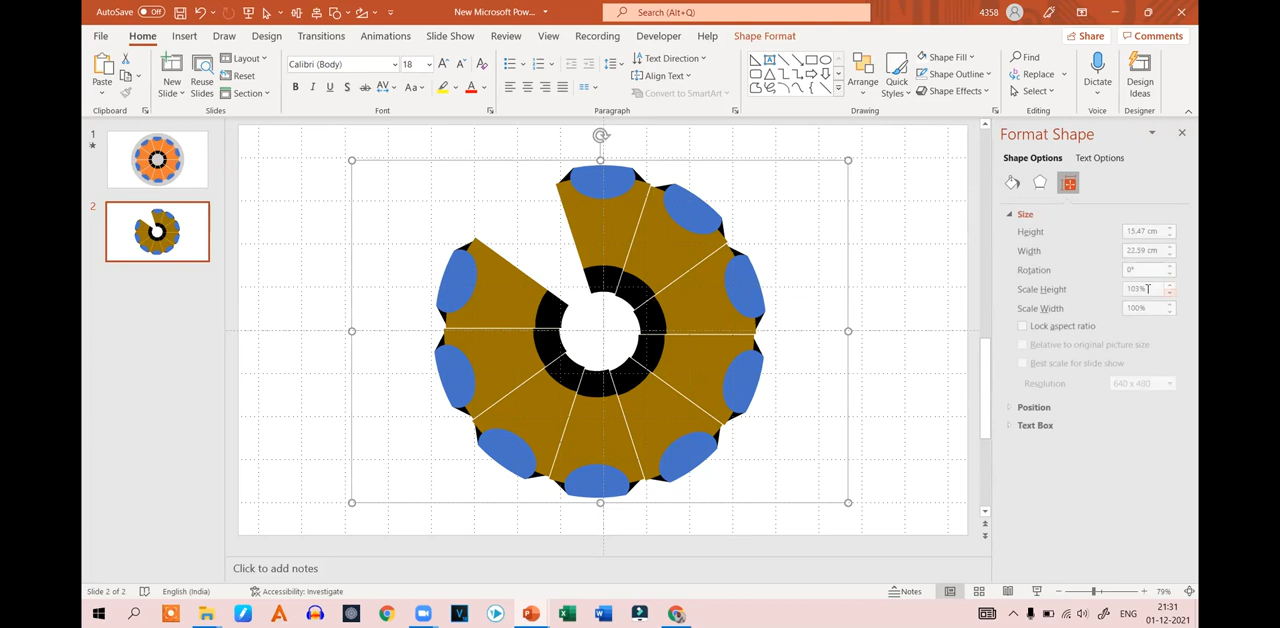 AutoSave Off New Microsoft Pow... Search (Alt+Q) 4358
File Home Insert Draw Design Transitions Animations Slide Show Review View Recording Developer Help Shape Format Share Comments
Paste New Slide Reuse Slides Layout Reset Section
Calibri (Body) 18 Text Direction Align Text Convert to SmartArt
Arrange Quick Styles Shape Fill Shape Outline Shape Effects
Find Replace Select Dictate Design Ideas
Clipboard Slides Font Paragraph Drawing Editing Voice Designer
1
2
Format Shape
Shape Options Text Options
Size
Height 15.47 cm
Width 22.59 cm
Rotation 0°
Scale Height 103%
Scale Width 100%
Lock aspect ratio
Relative to original picture size
Best scale for slide show
Resolution 640 x 480
Position
Text Box
Click to add notes
Slide 2 of 2 English (India) Accessibility: Investigate Notes 79%
ENG 21:31
01-12-2021